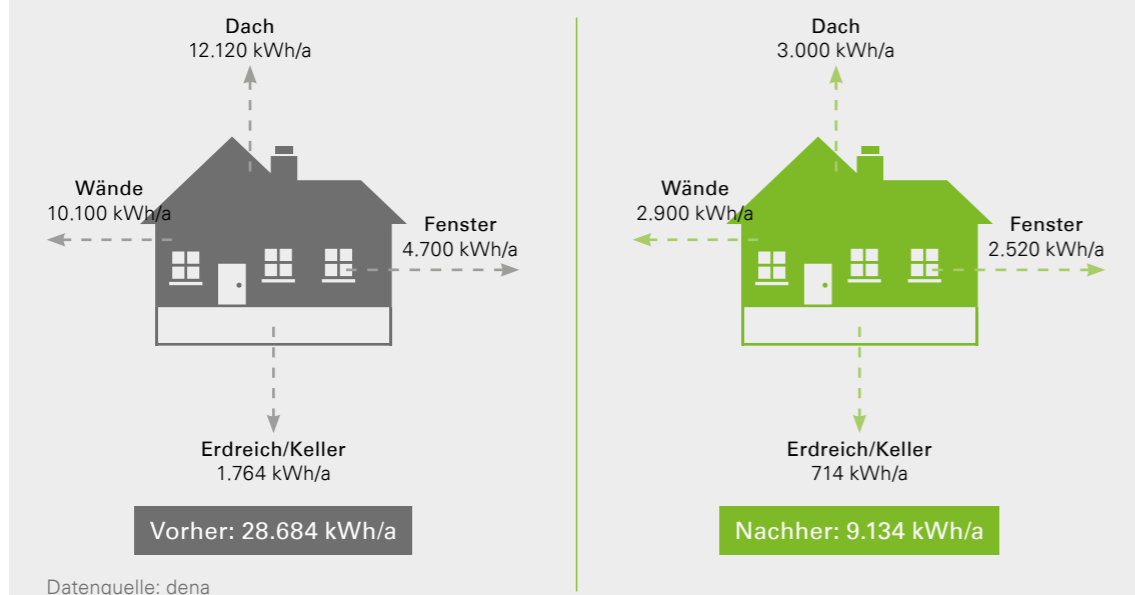 Dach
12.120 kWh/a
Wände
10.100 kWh/a
Fenster
4.700 kWh/a
Erdreich/Keller
1.764 kWh/a
Vorher: 28.684 kWh/a
Datenquelle: dena
Dach
3.000 kWh/a
Wände
2.900 kWh/a
Fenster
2.520 kWh/a
Erdreich/Keller
714 kWh/a
Nachher: 9.134 kWh/a